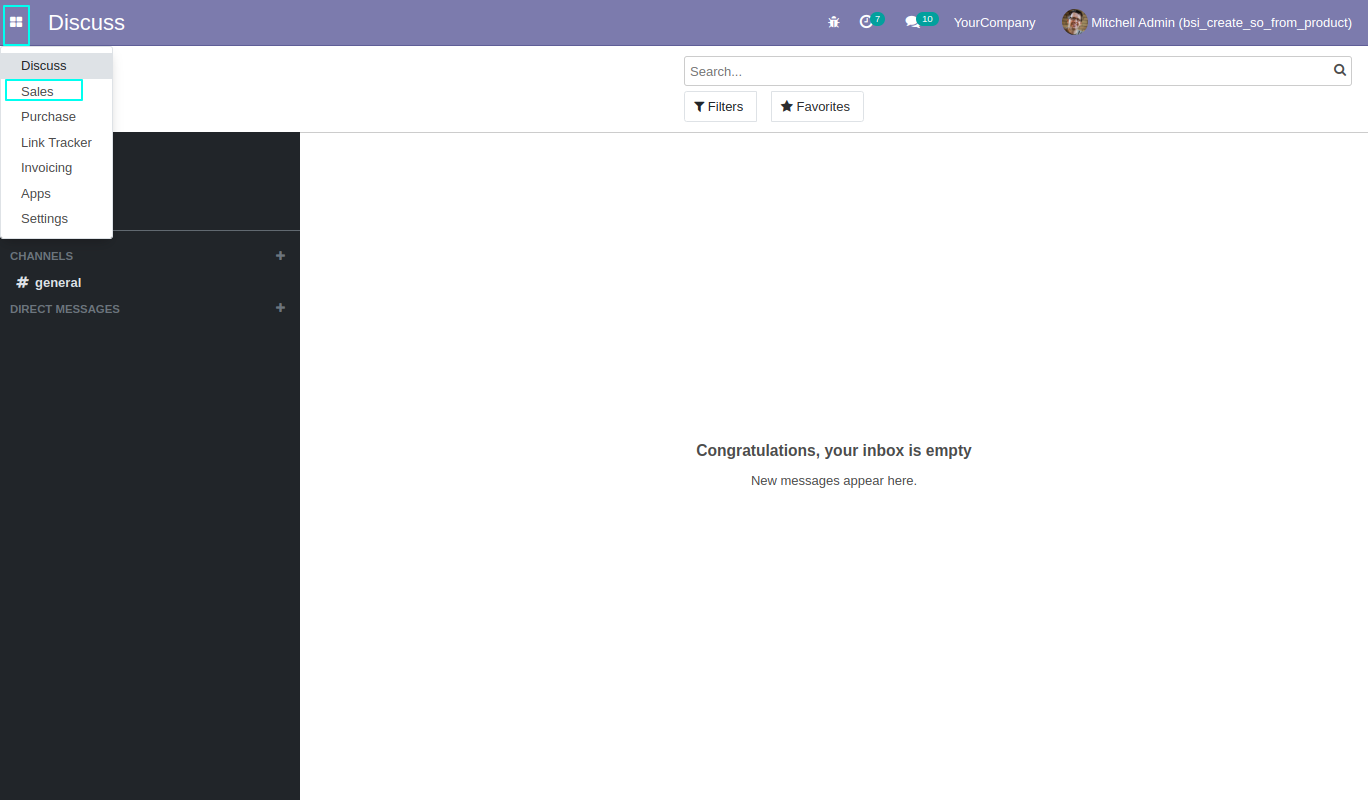 Discuss
7
10
YourCompany
Mitchell Admin (bsi_create_so_from_product)
Discuss
Sales
Purchase
Link Tracker
Invoicing
Apps
Settings
Search...
Filters
Favorites
CHANNELS
# general
DIRECT MESSAGES
Congratulations, your inbox is empty
New messages appear here.